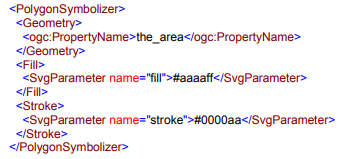 <PolygonSymbolizer>
<Geometry>
<ogc:PropertyName>the_area</ogc:PropertyName>
</Geometry>
<Fill>
<SvgParameter name="fill">#aaaaff</SvgParameter>
</Fill>
<Stroke>
<SvgParameter name="stroke">#0000aa</SvgParameter>
</Stroke>
</PolygonSymbolizer>